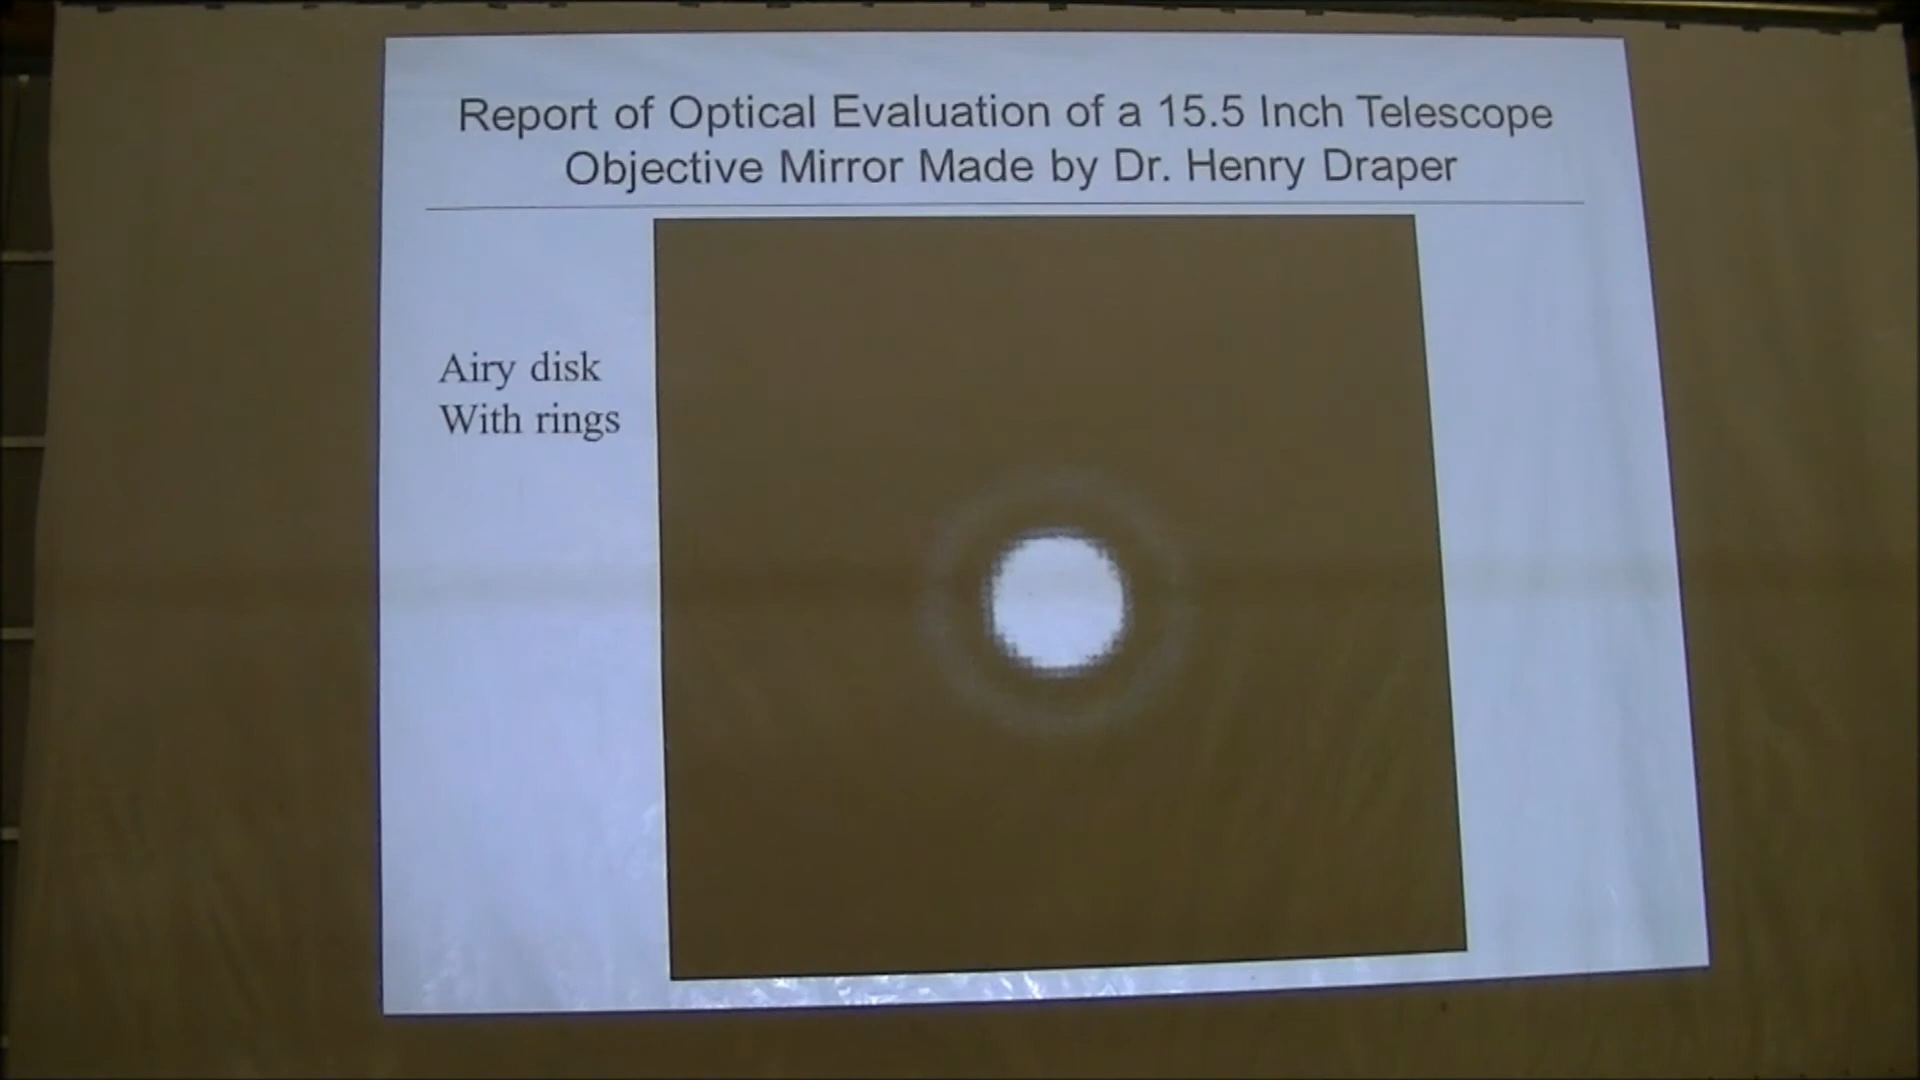 Report of Optical Evaluation of a 15.5 Inch Telescope
Objective Mirror Made by Dr. Henry Draper
Airy disk
With rings